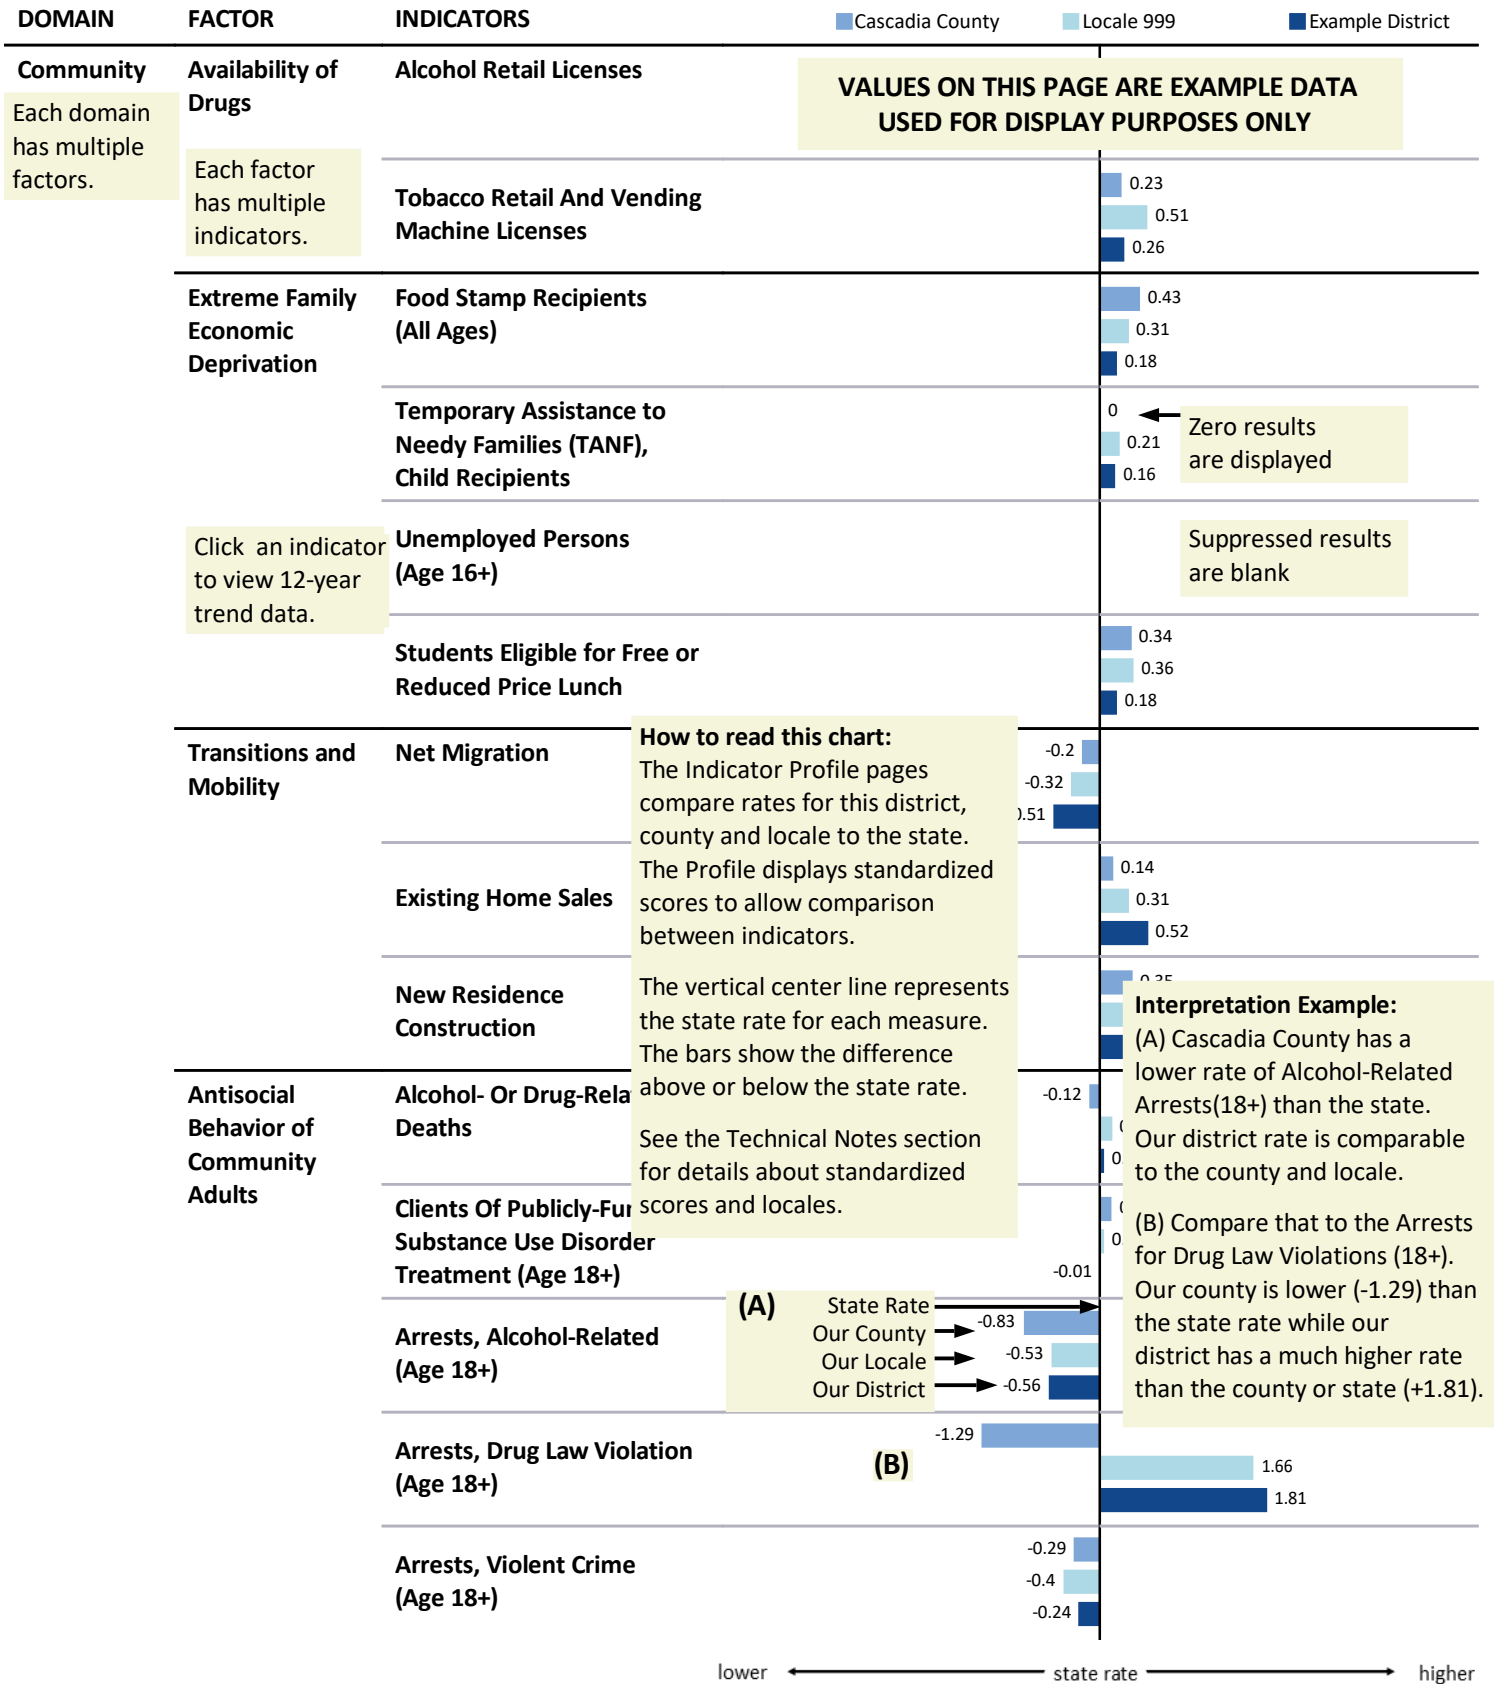 DOMAIN FACTOR INDICATORS Cascadia County Locale 999 Example District
Community Availability of Alcohol Retail Licenses
Drugs
VALUES ON THIS PAGE ARE EXAMPLE DATA
USED FOR DISPLAY PURPOSES ONLY
Each domain
has multiple
factors.
Each factor
has multiple
indicators.
Tobacco Retail And Vending
Machine Licenses
0.23
0.51
0.26
Extreme Family
Economic
Deprivation
Food Stamp Recipients
(All Ages)
0.43
0.31
0.18
Temporary Assistance to
Needy Families (TANF),
Child Recipients
0
0.21
0.16
Zero results
are displayed
Click an indicator
to view 12-year
trend data.
Unemployed Persons
(Age 16+)
Suppressed results
are blank
Students Eligible for Free or
Reduced Price Lunch
0.34
0.36
0.18
Transitions and
Mobility
Net Migration
-0.2
-0.32
.51
How to read this chart:
The Indicator Profile pages
compare rates for this district,
county and locale to the state.
The Profile displays standardized
scores to allow comparison
between indicators.
The vertical center line represents
the state rate for each measure.
The bars show the difference
above or below the state rate.
See the Technical Notes section
for details about standardized
scores and locales.
Existing Home Sales
0.14
0.31
0.52
New Residence
Construction
Interpretation Example:
(A) Cascadia County has a
lower rate of Alcohol-Related
Arrests(18+) than the state.
Our district rate is comparable
to the county and locale.
(B) Compare that to the Arrests
for Drug Law Violations (18+).
Our county is lower (-1.29) than
the state rate while our
district has a much higher rate
than the county or state (+1.81).
Antisocial
Behavior of
Community
Adults
Alcohol- Or Drug-Rela
Deaths
-0.12
0.
Clients Of Publicly-Fu
Substance Use Disorder
Treatment (Age 18+)
0.
-0.01
Arrests, Alcohol-Related
(Age 18+)
(A) State Rate
Our County -0.83
Our Locale -0.53
Our District -0.56
Arrests, Drug Law Violation
(Age 18+)
(B)
-1.29
1.66
1.81
Arrests, Violent Crime
(Age 18+)
-0.29
-0.4
-0.24
lower state rate higher